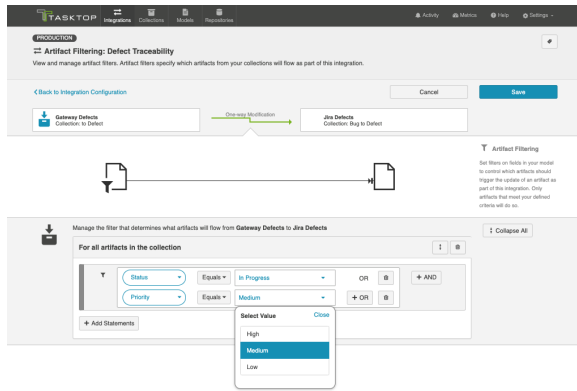 TASKTOP
Integrations
Collections
Models
Repositories
Activity
Metrics
Help
Settings
PRODUCTION
Artifact Filtering: Defect Traceability
View and manage artifact filters. Artifact filters specify which artifacts from your collections will flow as part of this integration.
Back to Integration Configuration
Cancel
Save
Gateway Defects
Collection: to Defect
One-way Modification
Jira Defects
Collection: Bug to Defect
Artifact Filtering
Set filters on fields in your model
to control which artifacts should
trigger the update of an artifact as
part of this integration. Only
artifacts that meet your defined
criteria will do so.
Manage the filter that determines what artifacts will flow from Gateway Defects to Jira Defects
Collapse All
For all artifacts in the collection
Status
Equals
In Progress
OR
+ AND
Priority
Equals
Medium
+ OR
+ Add Statements
Select Value
Close
High
Medium
Low